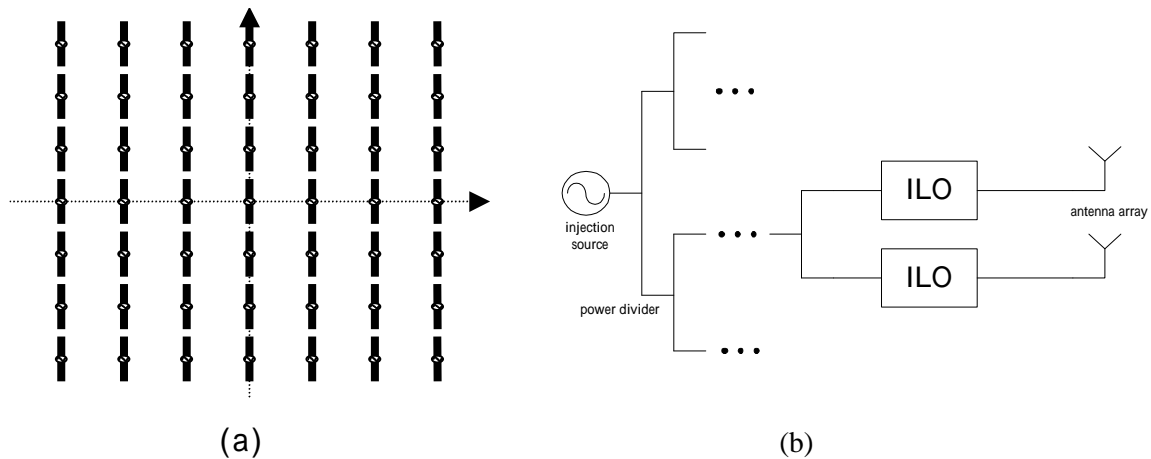 ILO
injection
source
antenna array
ILO
power divider
(a)
(b)